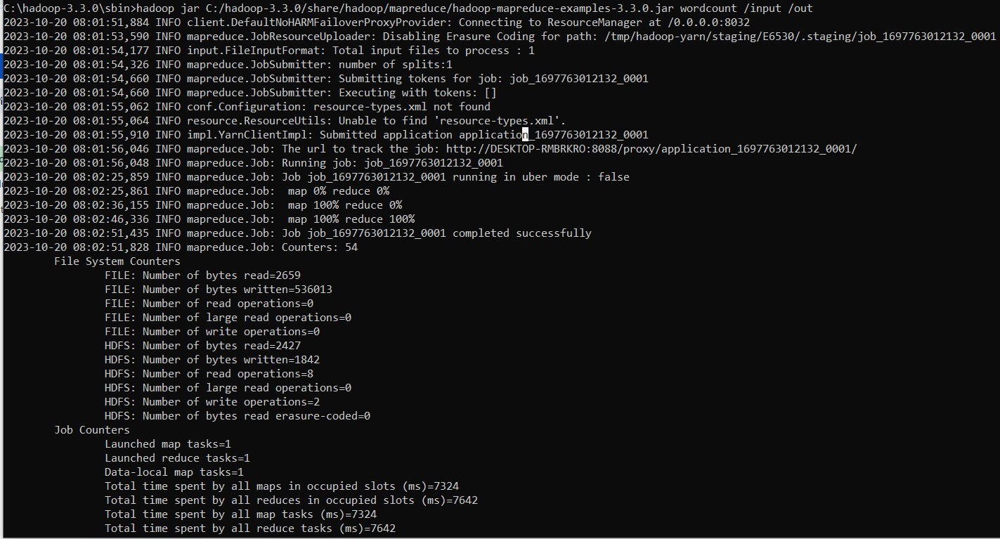 C:\hadoop-3.3.0\sbin>hadoop jar C:/hadoop-3.3.0/share/hadoop/mapreduce/hadoop-mapreduce-examples-3.3.0.jar wordcount /input /out
2023-10-20 08:01:51,884 INFO client.DefaultNoHARMFailoverProxyProvider: Connecting to ResourceManager at /0.0.0.0:8032
2023-10-20 08:01:53,590 INFO mapreduce.JobResourceUploader: Disabling Erasure Coding for path: /tmp/hadoop-yarn/staging/E6530/.staging/job_1697763012132_0001
2023-10-20 08:01:54,177 INFO input.FileInputFormat: Total input files to process : 1
2023-10-20 08:01:54,326 INFO mapreduce.JobSubmitter: number of splits:1
2023-10-20 08:01:54,660 INFO mapreduce.JobSubmitter: Submitting tokens for job: job_1697763012132_0001
2023-10-20 08:01:54,660 INFO mapreduce.JobSubmitter: Executing with tokens: []
2023-10-20 08:01:55,062 INFO conf.Configuration: resource-types.xml not found
2023-10-20 08:01:55,064 INFO resource.ResourceUtils: Unable to find 'resource-types.xml'.
2023-10-20 08:01:55,910 INFO impl.YarnClientImpl: Submitted application application_1697763012132_0001
2023-10-20 08:01:56,046 INFO mapreduce.Job: The url to track the job: http://DESKTOP-RMBRKRO:8088/proxy/application_1697763012132_0001/
2023-10-20 08:01:56,048 INFO mapreduce.Job: Running job: job_1697763012132_0001
2023-10-20 08:02:25,859 INFO mapreduce.Job: Job job_1697763012132_0001 running in uber mode : false
2023-10-20 08:02:25,861 INFO mapreduce.Job:  map 0% reduce 0%
2023-10-20 08:02:36,155 INFO mapreduce.Job:  map 100% reduce 0%
2023-10-20 08:02:46,336 INFO mapreduce.Job:  map 100% reduce 100%
2023-10-20 08:02:51,435 INFO mapreduce.Job: Job job_1697763012132_0001 completed successfully
2023-10-20 08:02:51,828 INFO mapreduce.Job: Counters: 54
File System Counters
FILE: Number of bytes read=2659
FILE: Number of bytes written=536013
FILE: Number of read operations=0
FILE: Number of large read operations=0
FILE: Number of write operations=0
HDFS: Number of bytes read=2427
HDFS: Number of bytes written=1842
HDFS: Number of read operations=8
HDFS: Number of large read operations=0
HDFS: Number of write operations=2
HDFS: Number of bytes read erasure-coded=0
Job Counters
Launched map tasks=1
Launched reduce tasks=1
Data-local map tasks=1
Total time spent by all maps in occupied slots (ms)=7324
Total time spent by all reduces in occupied slots (ms)=7642
Total time spent by all map tasks (ms)=7324
Total time spent by all reduce tasks (ms)=7642